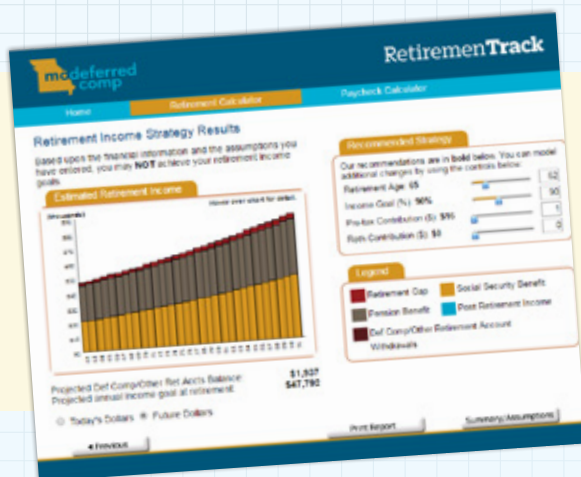 modeferred
comp
RetiremenTrack
Home
Retirement Calculator
Paycheck Calculator
Retirement Income Strategy Results
Based upon the financial information and the assumptions you
have entered, you may NOT achieve your retirement income
goals.
Estimated Retirement Income
(thousands)
Hover over chart for detail.
Projected Def Comp/Other Ret Accts Balance:
$1,937
Projected annual income goal at retirement:
$47,792
Today's Dollars
Future Dollars
Previous
Recommended Strategy
Our recommendations are in bold below. You can model
additional changes by using the controls below:
Retirement Age: 65
62
Income Goal (%): 90%
90
Pre-tax Contribution ($):
Roth Contribution ($): $0
0
Legend
Retirement Gap
Social Security Benefit
Pension Benefit
Post Retirement Income
Def Comp/Other Retirement Account
Withdrawals
Print Report
Summary/Assumptions